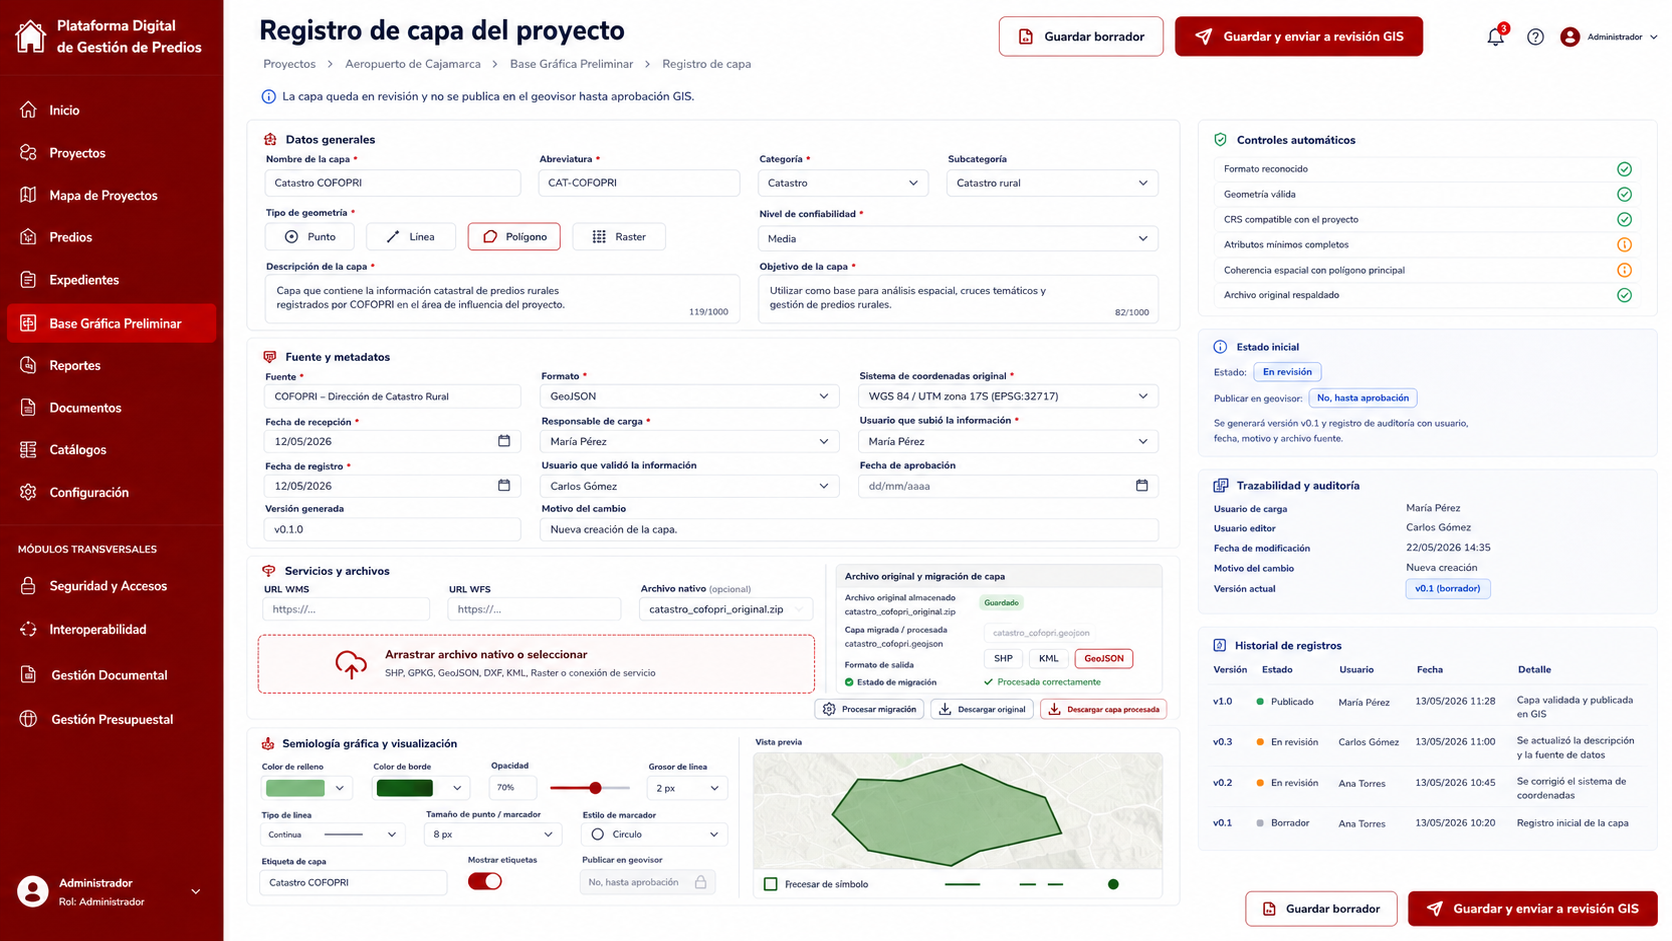 Plataforma Digital
de Gestión de Predios
Inicio
Proyectos
Mapa de Proyectos
Predios
Expedientes
Base Gráfica Preliminar
Reportes
Documentos
Catálogos
Configuración
MÓDULOS TRANSVERSALES
Seguridad y Accesos
Interoperabilidad
Gestión Documental
Gestión Presupuestal
Administrador
Rol: Administrador
Registro de capa del proyecto
Guardar borrador
Guardar y enviar a revisión GIS
3
Administrador
Proyectos > Aeropuerto de Cajamarca > Base Gráfica Preliminar > Registro de capa
La capa queda en revisión y no se publica en el geovisor hasta aprobación GIS.
Datos generales
Nombre de la capa * Abreviatura * Categoría * Subcategoría
Catastro COFOPRI CAT-COFOPRI Catastro Catastro rural
Tipo de geometría * Nivel de confiabilidad *
Punto Línea Polígono Raster Media
Descripción de la capa * Objetivo de la capa *
Capa que contiene la información catastral de predios rurales
registrados por COFOPRI en el área de influencia del proyecto.
119/1000
Utilizar como base para análisis espacial, cruces temáticos y
gestión de predios rurales.
82/1000
Fuente y metadatos
Fuente * Formato * Sistema de coordenadas original *
COFOPRI – Dirección de Catastro Rural GeoJSON WGS 84 / UTM zona 17S (EPSG:32717)
Fecha de recepción * Responsable de carga * Usuario que subió la información *
12/05/2026 María Pérez María Pérez
Fecha de registro * Usuario que validó la información Fecha de aprobación
12/05/2026 Carlos Gómez dd/mm/aaaa
Versión generada Motivo del cambio
v0.1.0 Nueva creación de la capa.
Servicios y archivos
URL WMS URL WFS Archivo nativo (opcional)
https://... https://... catastro_cofopri_original.zip
Arrastrar archivo nativo o seleccionar
SHP, GPKG, GeoJSON, DXF, KML, Raster o conexión de servicio
Archivo original y migración de capa
Archivo original almacenado
catastro_cofopri_original.zip
Guardado
Capa migrada / procesada
catastro_cofopri.geojson
catastro_cofopri.geojcon
Formato de salida
SHP KML GeoJSON
Estado de migración Procesada correctamente
Procesar migración Descargar original Descargar capa procesada
Semiología gráfica y visualización
Color de relleno Color de borde Opacidad Grosor de línea
70% 2 px
Tipo de línea Tamaño de punto / marcador Estilo de marcador
Continua 8 px Circulo
Etiqueta de capa Mostrar etiquetas Publicar en geovisor
Catastro COFOPRI No, hasta aprobación
Vista previa
Frecesar de símbolo
Controles automáticos
Formato reconocido
Geometría válida
CRS compatible con el proyecto
Atributos mínimos completos
Coherencia espacial con polígono principal
Archivo original respaldado
Estado inicial
Estado: En revisión
Publicar en geovisor: No, hasta aprobación
Se generará versión v0.1 y registro de auditoría con usuario,
fecha, motivo y archivo fuente.
Trazabilidad y auditoría
Usuario de carga María Pérez
Usuario editor Carlos Gómez
Fecha de modificación 22/05/2026 14:35
Motivo del cambio Nueva creación
Versión actual v0.1 (borrador)
Historial de registros
Versión Estado Usuario Fecha Detalle
v1.0 Publicado María Pérez 13/05/2026 11:28 Capa validada y publicada
en GIS
v0.3 En revisión Carlos Gómez 13/05/2026 11:00 Se actualizó la descripción
y la fuente de datos
v0.2 En revisión Ana Torres 13/05/2026 10:45 Se corrigió el sistema de
coordenadas
v0.1 Borrador Ana Torres 13/05/2026 10:20 Registro inicial de la capa
Guardar borrador
Guardar y enviar a revisión GIS